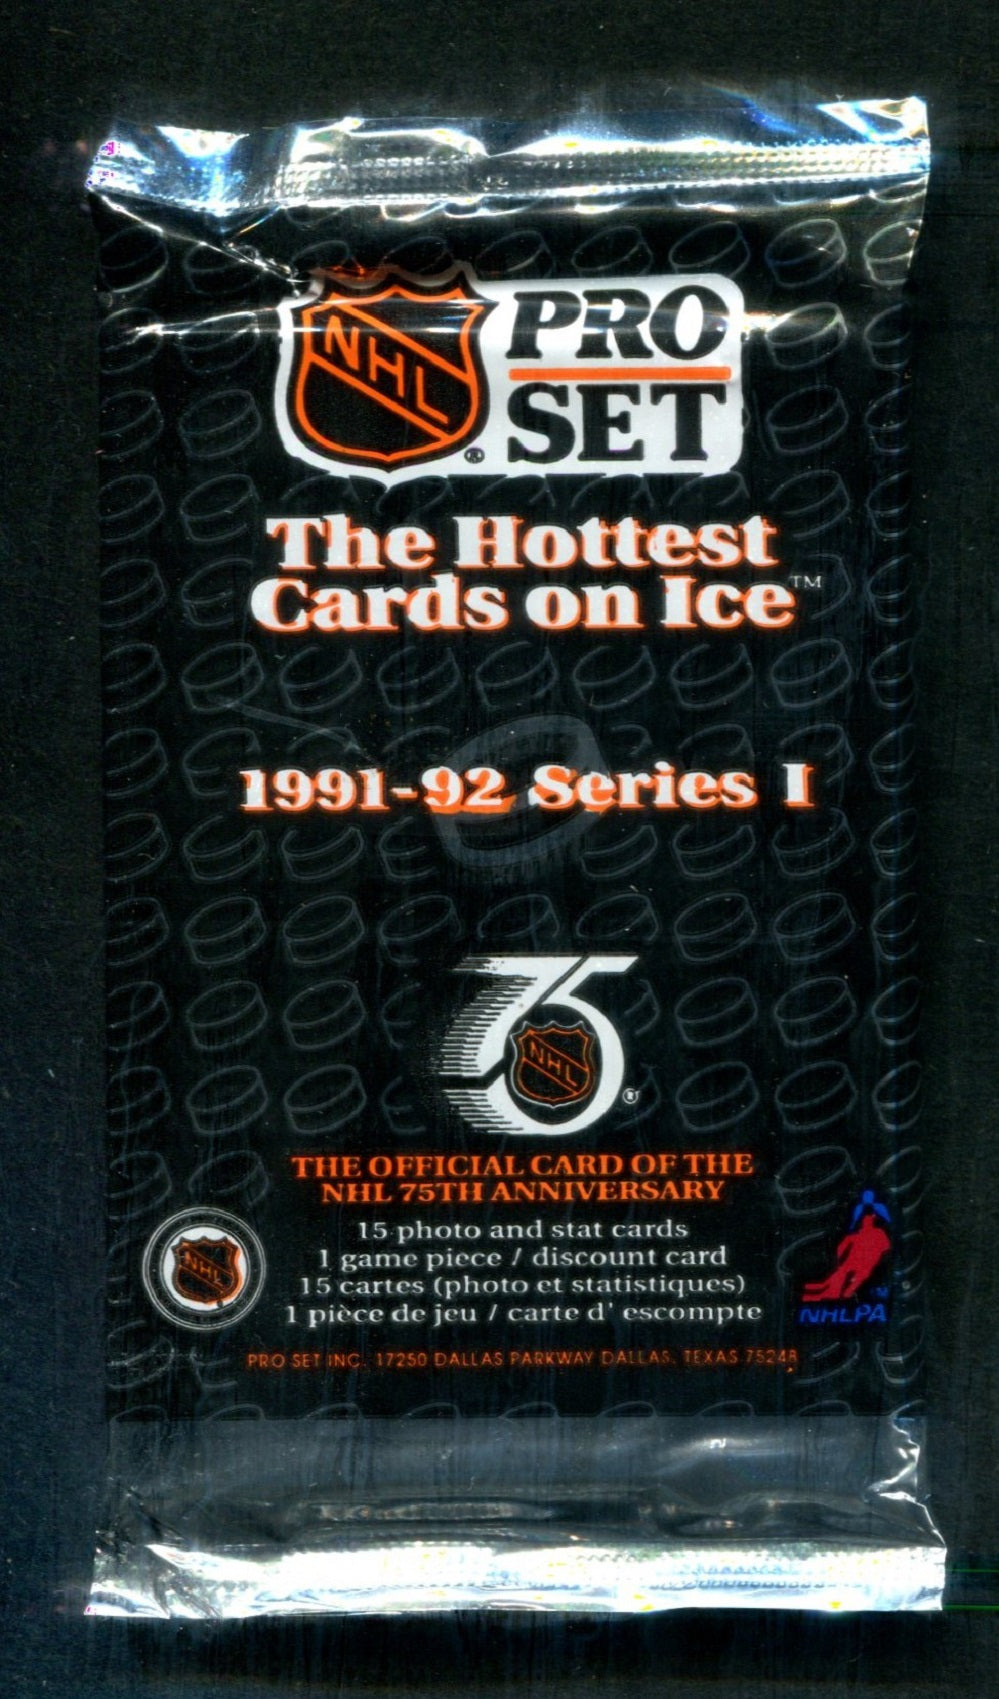 NHL
PRO
SET
The Hottest
Cards on Ice™
1991-92 Series I
75
NHL
®
THE OFFICIAL CARD OF THE
NHL 75TH ANNIVERSARY
15 photo and stat cards
1 game piece / discount card
15 cartes (photo et statistiques)
1 pièce de jeu / carte d' escompte
NHL
NHLPA
PRO SET INC. 17250 DALLAS PARKWAY DALLAS, TEXAS 75248